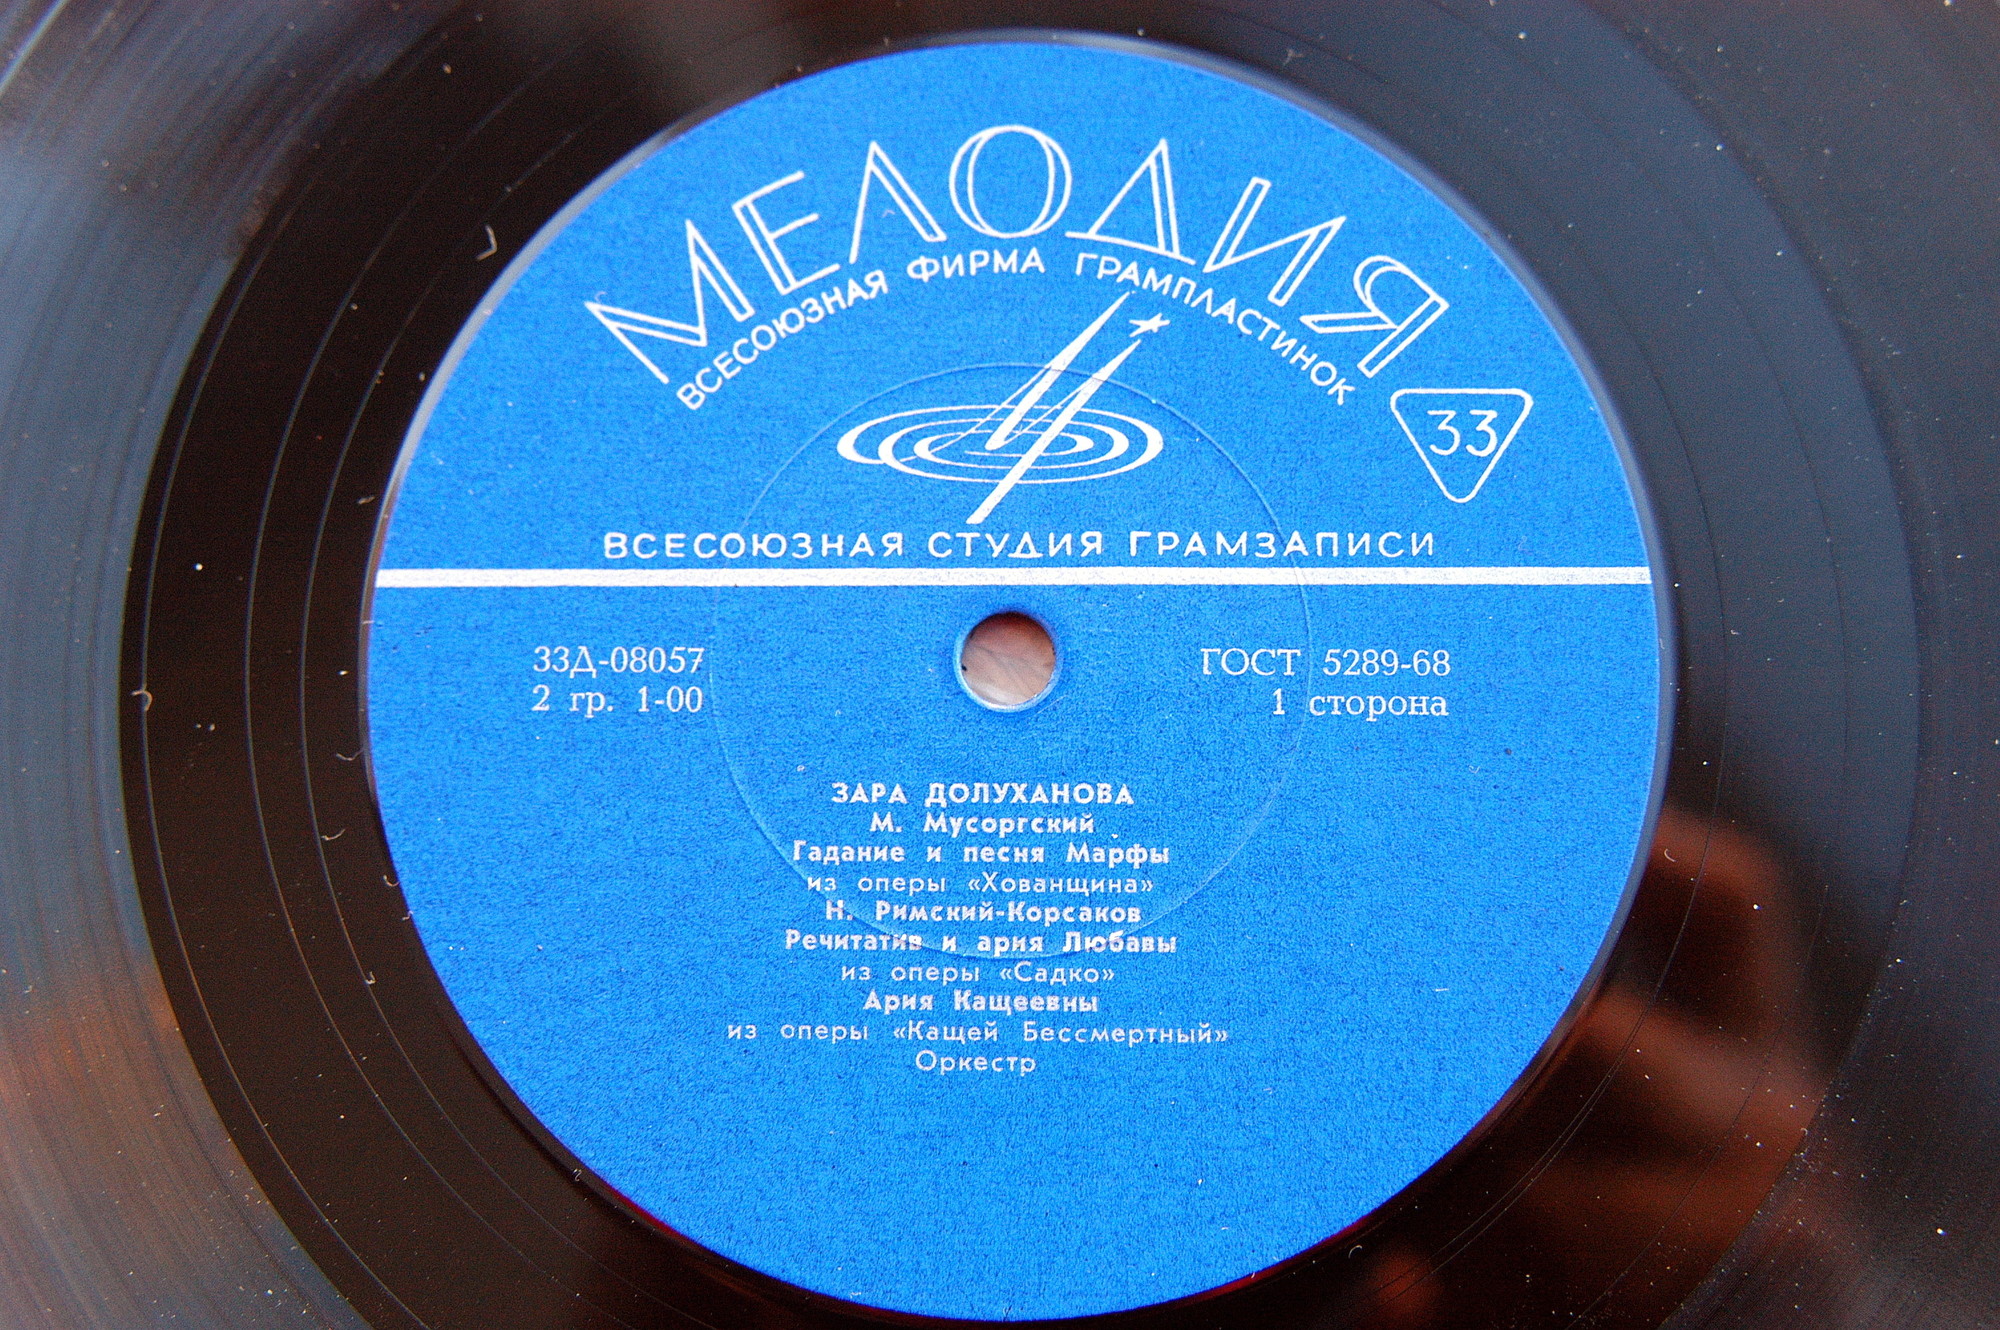 МЕЛОДИЯ
ВСЕСОЮЗНАЯ ФИРМА ГРАМПЛАСТИНОК
33
ВСЕСОЮЗНАЯ СТУДИЯ ГРАМЗАПИСИ
33Д-08057
2 гр. 1-00
ГОСТ 5289-68
1 сторона
ЗАРА ДОЛУХАНОВА
М. Мусоргский
Гадание и песня Марфы
из оперы «Хованщина»
Н. Римский-Корсаков
Речитатив и ария Любавы
из оперы «Садко»
Ария Кащеевны
из оперы «Кащей Бессмертный»
Оркестр